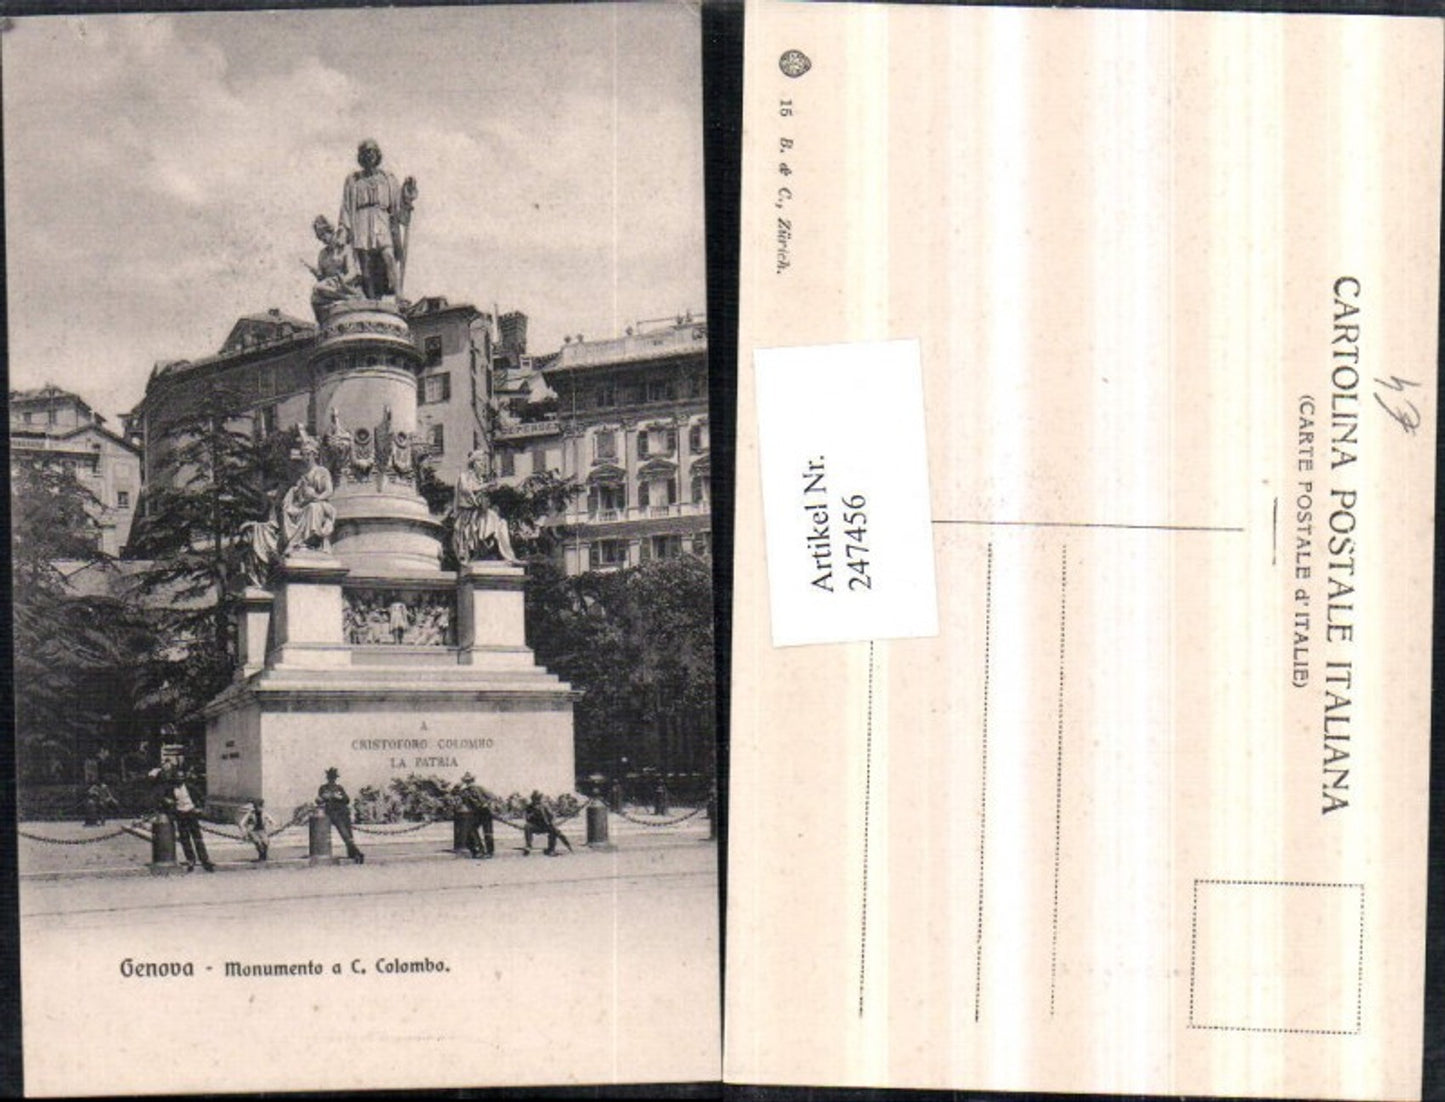 A
CRISTOFORO COLOMBO
LA PATRIA
Genova - Monumento a C. Colombo.
15 B. & C., Zürich.
Artikel Nr.
247456
CARTOLINA POSTALE ITALIANA
(CARTE POSTALE d'ITALIE)